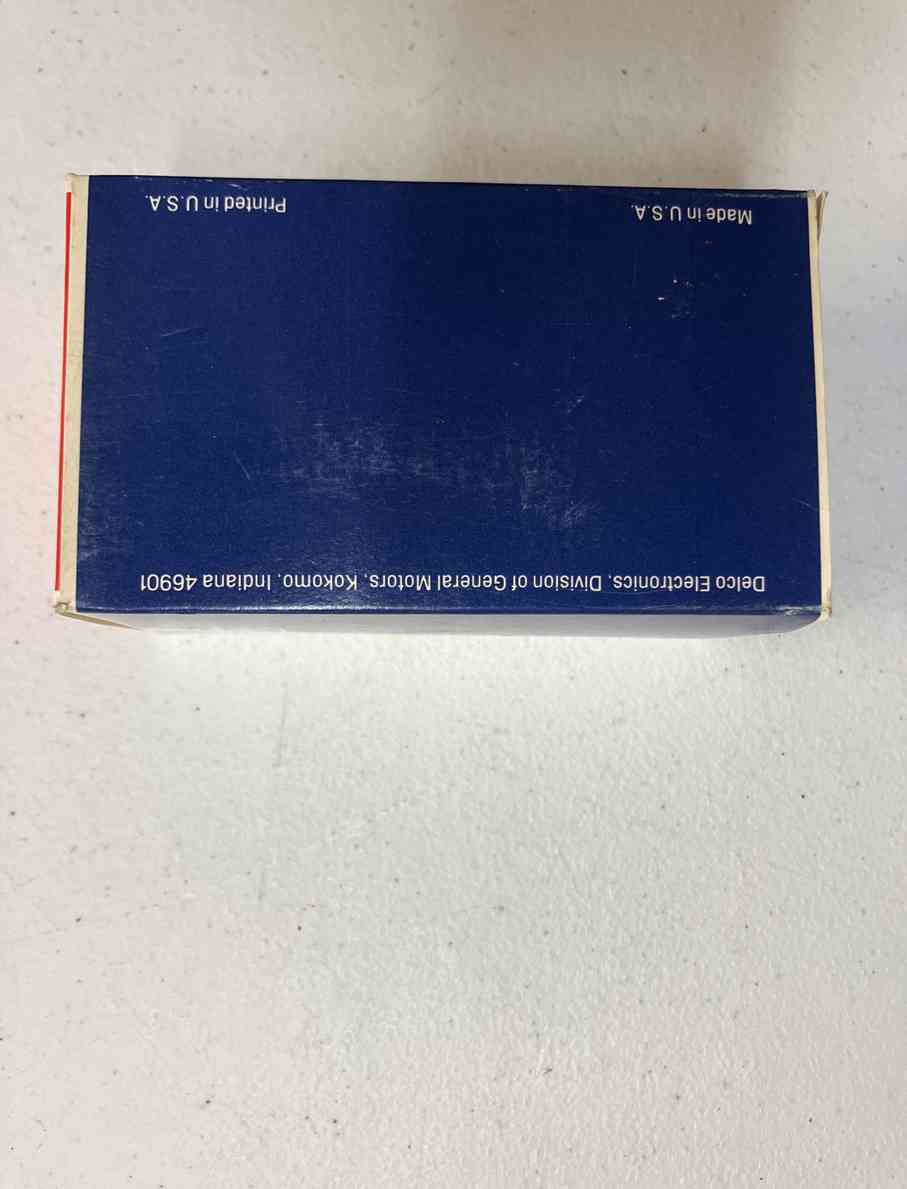 Delco Electronics, Division of General Motors, Kokomo, Indiana 46901
Made in U.S.A.
Printed in U.S.A.